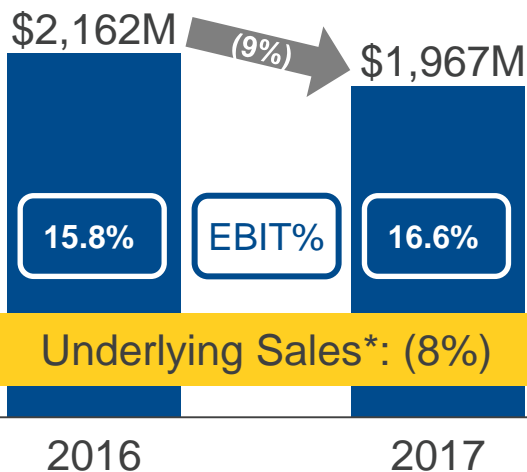 $2,162M
(9%)
$1,967M
15.8%
EBIT%
16.6%
Underlying Sales*: (8%)
2016
2017